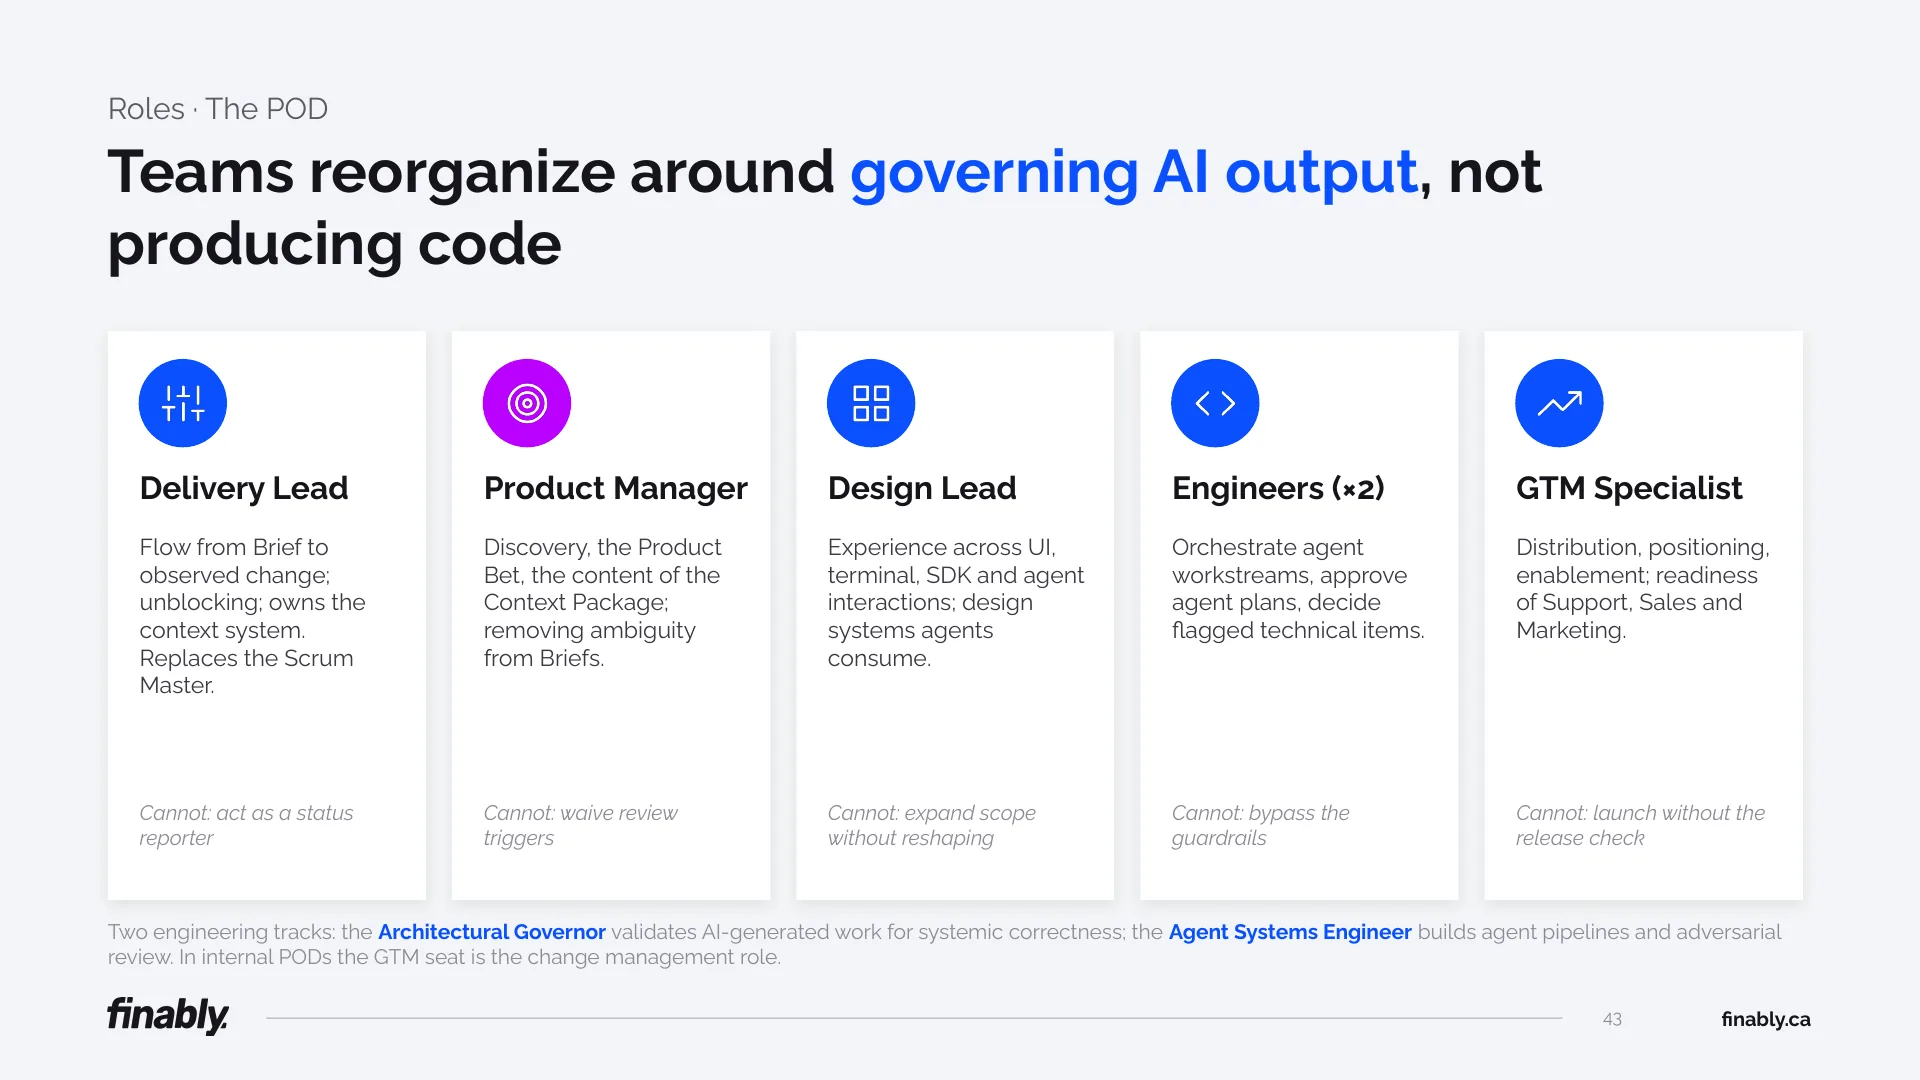 Roles · The POD
Teams reorganize around governing AI output, not
producing code
Delivery Lead
Flow from Brief to
observed change;
unblocking; owns the
context system.
Replaces the Scrum
Master.
Cannot: act as a status
reporter
Product Manager
Discovery, the Product
Bet, the content of the
Context Package;
removing ambiguity
from Briefs.
Cannot: waive review
triggers
Design Lead
Experience across UI,
terminal, SDK and agent
interactions; design
systems agents
consume.
Cannot: expand scope
without reshaping
Engineers (×2)
Orchestrate agent
workstreams, approve
agent plans, decide
flagged technical items.
Cannot: bypass the
guardrails
GTM Specialist
Distribution, positioning,
enablement; readiness
of Support, Sales and
Marketing.
Cannot: launch without the
release check
Two engineering tracks: the Architectural Governor validates AI-generated work for systemic correctness; the Agent Systems Engineer builds agent pipelines and adversarial
review. In internal PODs the GTM seat is the change management role.
finably.
43
finably.ca